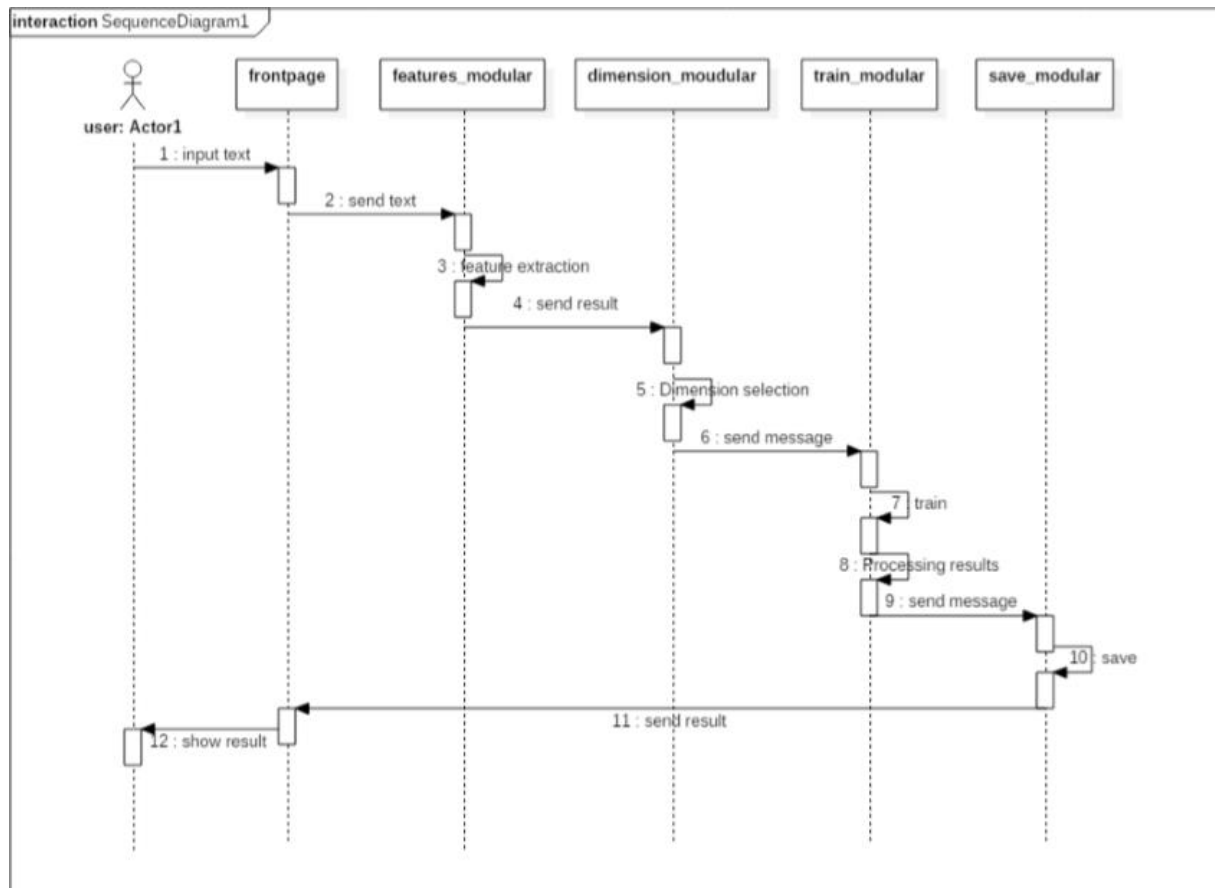 interaction SequenceDiagram1
frontpage
features_modular
dimension_moudular
train_modular
save_modular
user: Actor1
1 : input text
2 : send text
3 : feature extraction
4 : send result
5 : Dimension selection
6 : send message
7 : train
8 : Processing results
9 : send message
10 : save
11 : send result
12 : show result